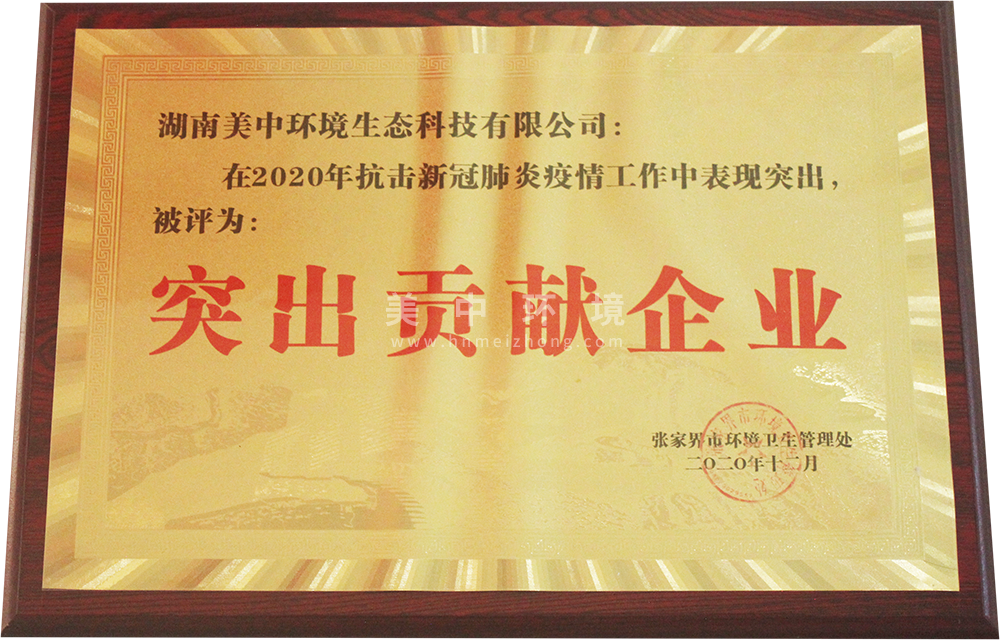 湖南美中环境生态科技有限公司：
在2020年抗击新冠肺炎疫情工作中表现突出，
被评为：
突出贡献企业
美中环境
www.hnmeizhong.com
张家界市环境卫生管理处
二〇二〇年十二月